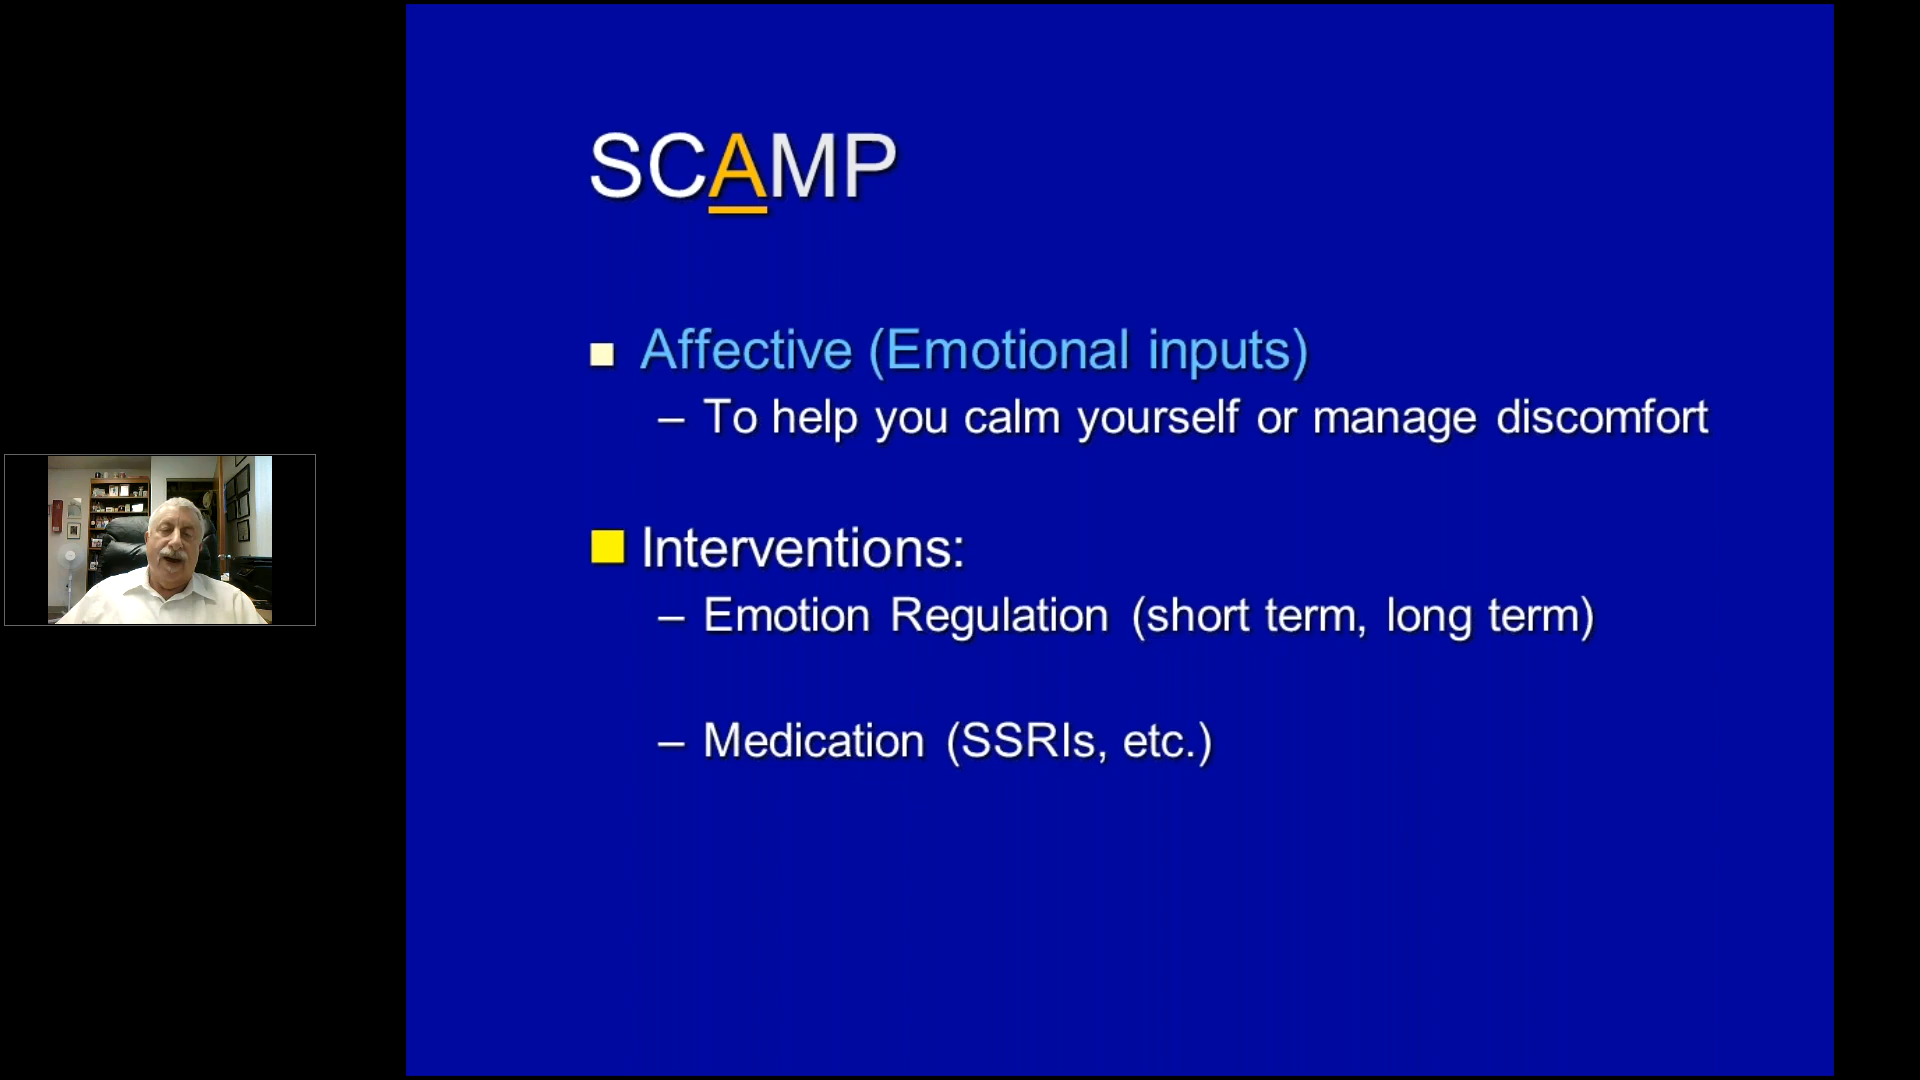 SCAMP
Affective (Emotional inputs)
– To help you calm yourself or manage discomfort
Interventions:
– Emotion Regulation (short term, long term)
– Medication (SSRIs, etc.)